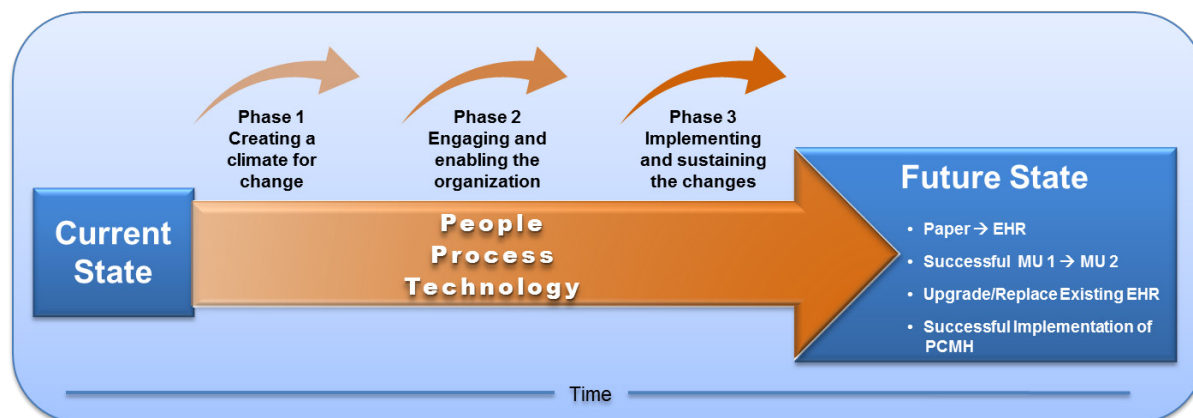 Phase 1
Creating a
climate for
change
Phase 2
Engaging and
enabling the
organization
Phase 3
Implementing
and sustaining
the changes
Current
State
People
Process
Technology
Future State
• Paper → EHR
• Successful MU 1 → MU 2
• Upgrade/Replace Existing EHR
• Successful Implementation of
PCMH
Time